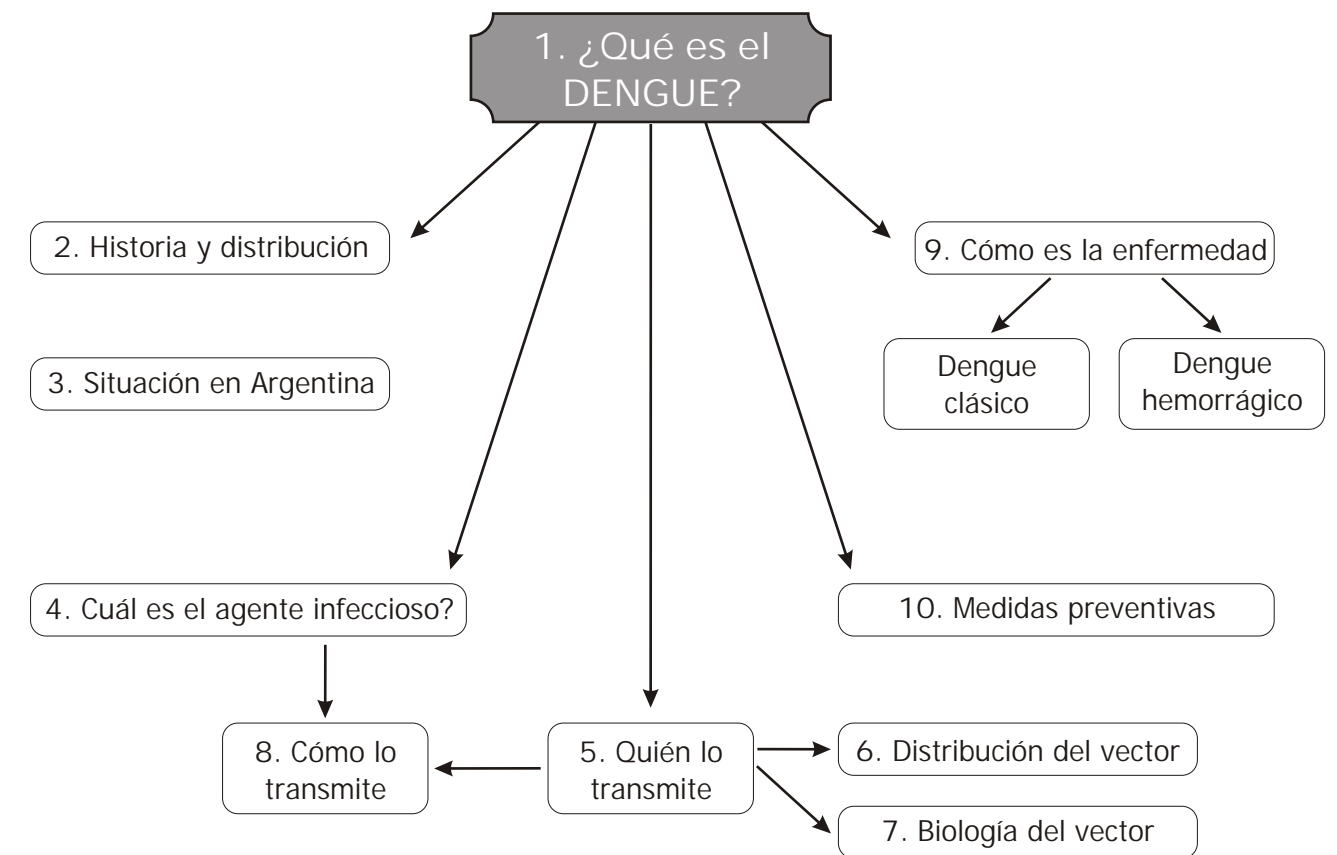 1. ¿Qué es el
DENGUE?
2. Historia y distribución
9. Cómo es la enfermedad
3. Situación en Argentina
Dengue
clásico
Dengue
hemorrágico
4. Cuál es el agente infeccioso?
10. Medidas preventivas
8. Cómo lo
transmite
5. Quién lo
transmite
6. Distribución del vector
7. Biología del vector